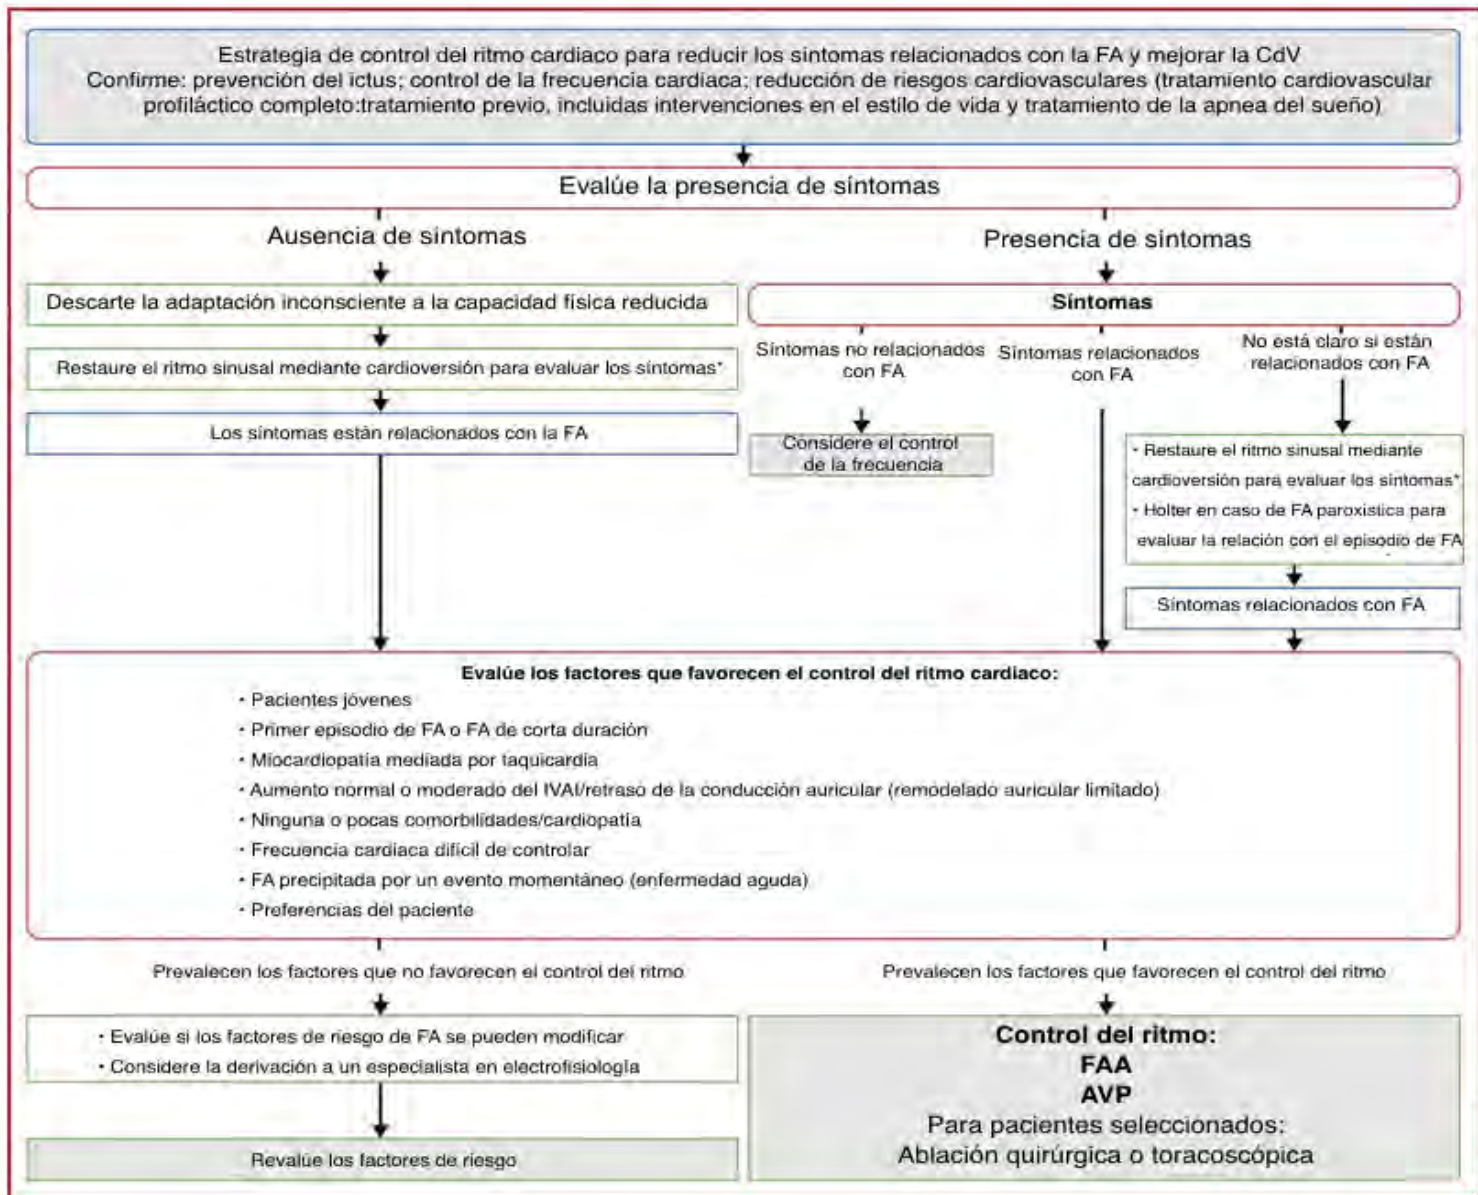 Estrategia de control del ritmo cardiaco para reducir los síntomas relacionados con la FA y mejorar la CdV
Confirme: prevención del ictus; control de la frecuencia cardiaca; reducción de riesgos cardiovasculares (tratamiento cardiovascular
profiláctico completo:tratamiento previo, incluidas intervenciones en el estilo de vida y tratamiento de la apnea del sueño)
Evalúe la presencia de síntomas
Ausencia de síntomas
Descarte la adaptación inconsciente a la capacidad física reducida
Restaure el ritmo sinusal mediante cardioversión para evaluar los síntomas*
Los síntomas están relacionados con la FA
Presencia de síntomas
Síntomas
Síntomas no relacionados
con FA
Considere el control
de la frecuencia
Síntomas relacionados
con FA
No está claro si están
relacionados con FA
• Restaure el ritmo sinusal mediante
cardioversión para evaluar los síntomas*
• Holter en caso de FA paroxística para
evaluar la relación con el episodio de FA
Síntomas relacionados con FA
Evalúe los factores que favorecen el control del ritmo cardiaco:
• Pacientes jóvenes
• Primer episodio de FA o FA de corta duración
• Miocardiopatía mediada por taquicardia
• Aumento normal o moderado del IVAI/retraso de la conducción auricular (remodelado auricular limitado)
• Ninguna o pocas comorbilidades/cardiopatía
• Frecuencia cardiaca difícil de controlar
• FA precipitada por un evento momentáneo (enfermedad aguda)
• Preferencias del paciente
Prevalecen los factores que no favorecen el control del ritmo
• Evalúe si los factores de riesgo de FA se pueden modificar
• Considere la derivación a un especialista en electrofisiología
Revalúe los factores de riesgo
Prevalecen los factores que favorecen el control del ritmo
Control del ritmo:
FAA
AVP
Para pacientes seleccionados:
Ablación quirúrgica o toracoscópica